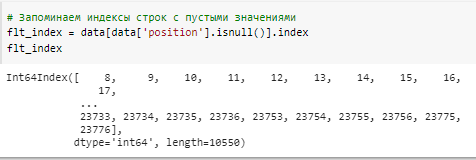 # Запоминаем индексы строк с пустыми значениями
flt_index = data[data['position'].isnull()].index
flt_index
Int64Index([    8,     9,    10,    11,    12,    13,    14,    15,    16,
               17,
            ...
            23733, 23734, 23735, 23736, 23753, 23754, 23755, 23756, 23775,
            23776],
           dtype='int64', length=10550)